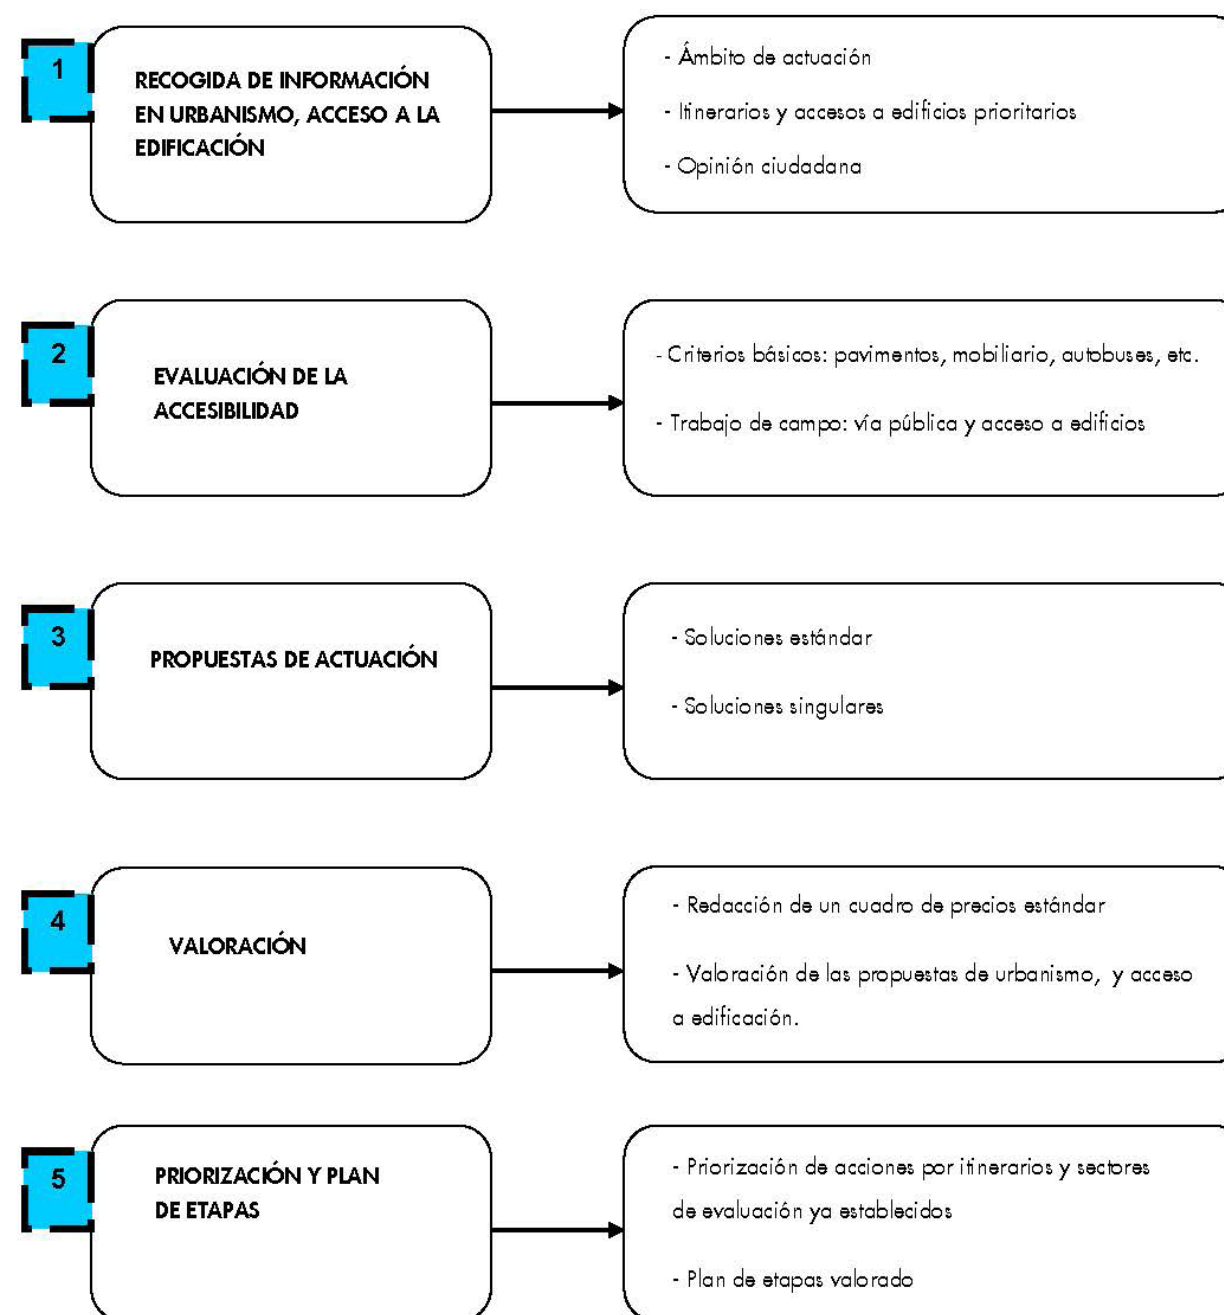 1
RECOGIDA DE INFORMACIÓN
EN URBANISMO, ACCESO A LA
EDIFICACIÓN
- Ámbito de actuación
- Itinerarios y accesos a edificios prioritarios
- Opinión ciudadana
2
EVALUACIÓN DE LA
ACCESIBILIDAD
- Criterios básicos: pavimentos, mobiliario, autobuses, etc.
- Trabajo de campo: vía pública y acceso a edificios
3
PROPUESTAS DE ACTUACIÓN
- Soluciones estándar
- Soluciones singulares
4
VALORACIÓN
- Redacción de un cuadro de precios estándar
- Valoración de las propuestas de urbanismo, y acceso
a edificación.
5
PRIORIZACIÓN Y PLAN
DE ETAPAS
- Priorización de acciones por itinerarios y sectores
de evaluación ya establecidos
- Plan de etapas valorado